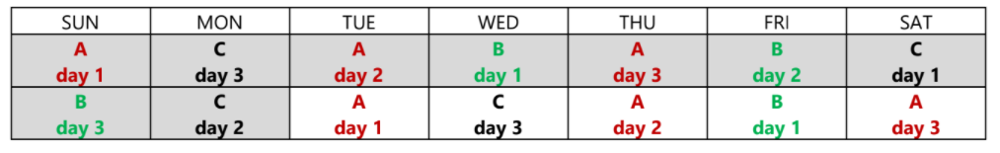 SUN MON TUE WED THU FRI SAT
A C A B A B C
day 1 day 3 day 2 day 1 day 3 day 2 day 1
B C A C A B A
day 3 day 2 day 1 day 3 day 2 day 1 day 3